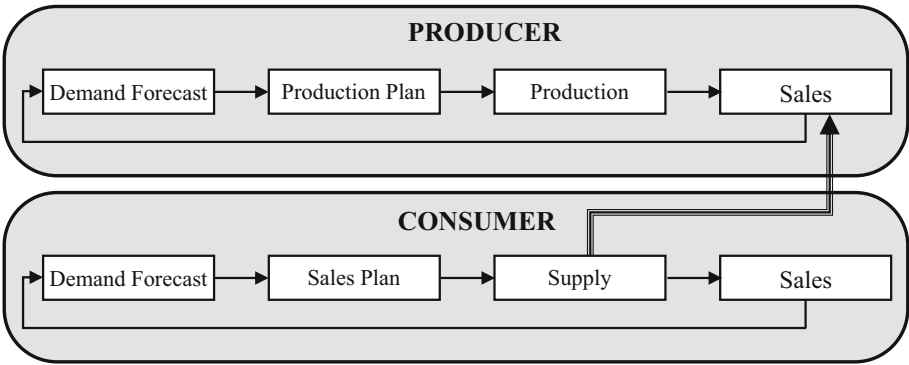 PRODUCER
Demand Forecast
Production Plan
Production
Sales
CONSUMER
Demand Forecast
Sales Plan
Supply
Sales